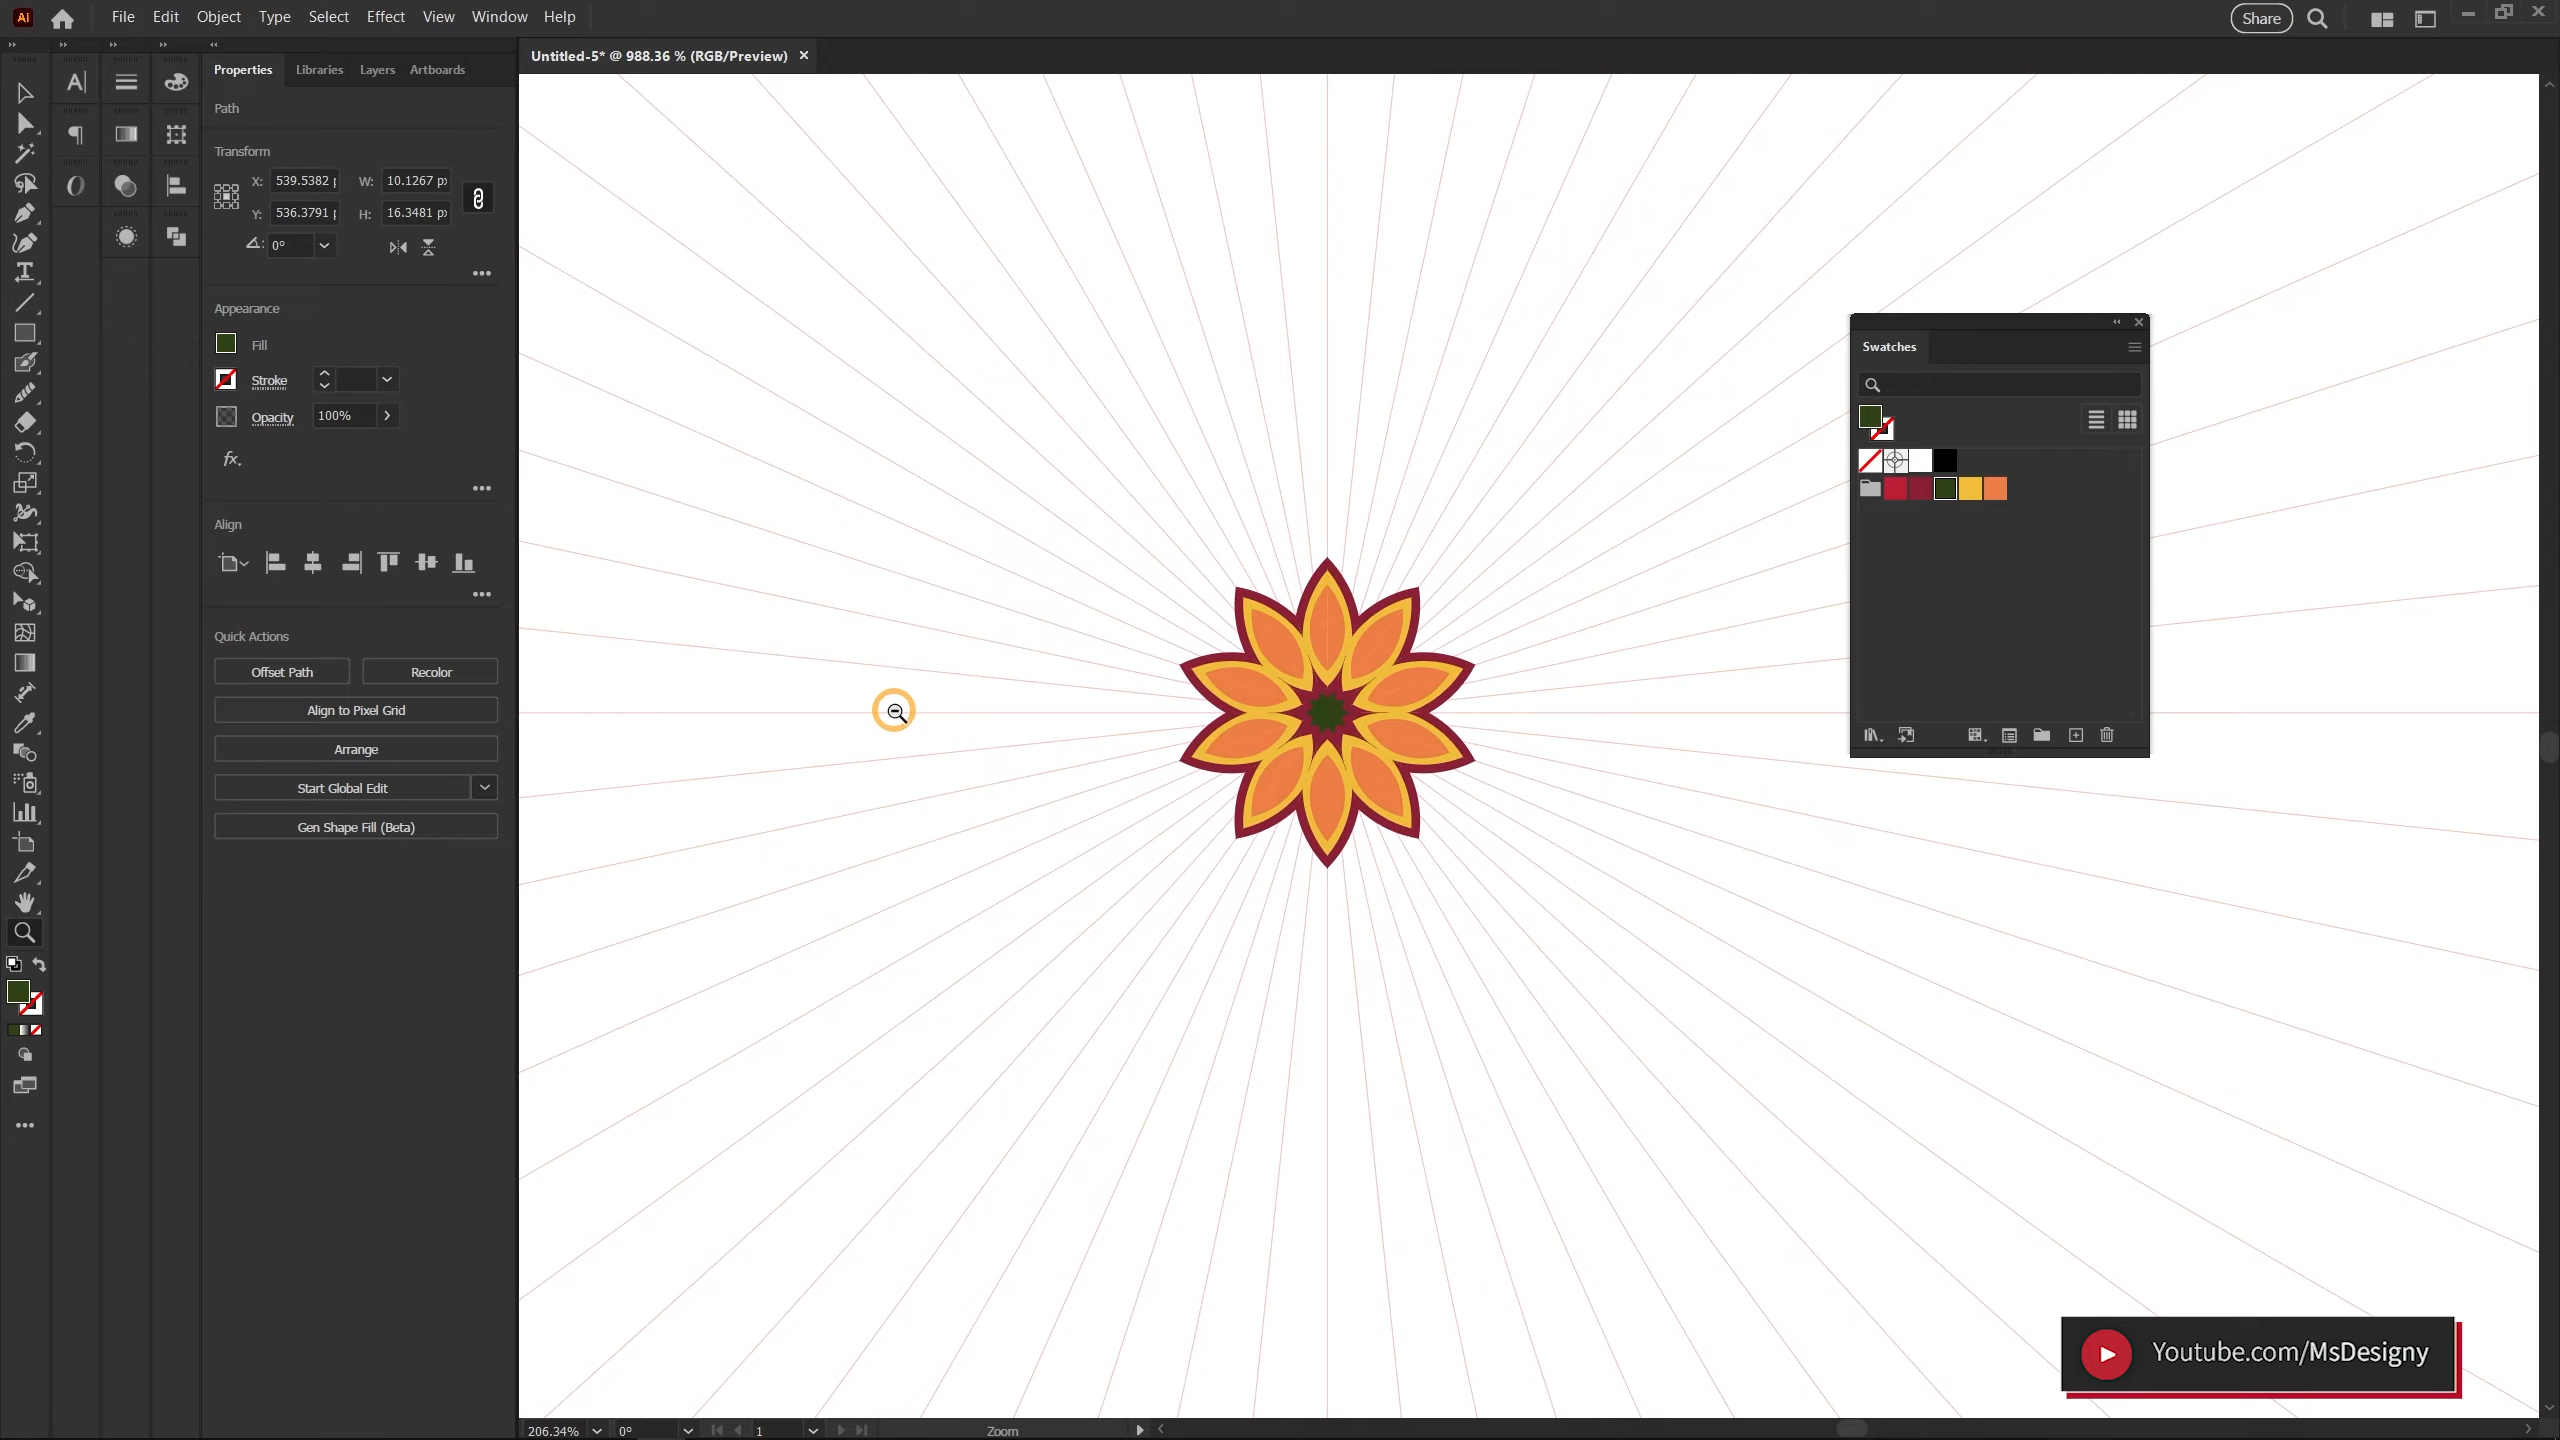 Ai File Edit Object Type Select Effect View Window Help Share
Properties Libraries Layers Artboards
Untitled-5* @ 988.36 % (RGB/Preview)
Path
Transform
X: 539.5382 p W: 10.1267 px
Y: 536.3791 p H: 16.3481 px
0°
Appearance
Fill
Stroke
Opacity 100%
fx
Align
Quick Actions
Offset Path Recolor
Align to Pixel Grid
Arrange
Start Global Edit
Gen Shape Fill (Beta)
Swatches
Youtube.com/MsDesigny
206.34% 0° 1 Zoom